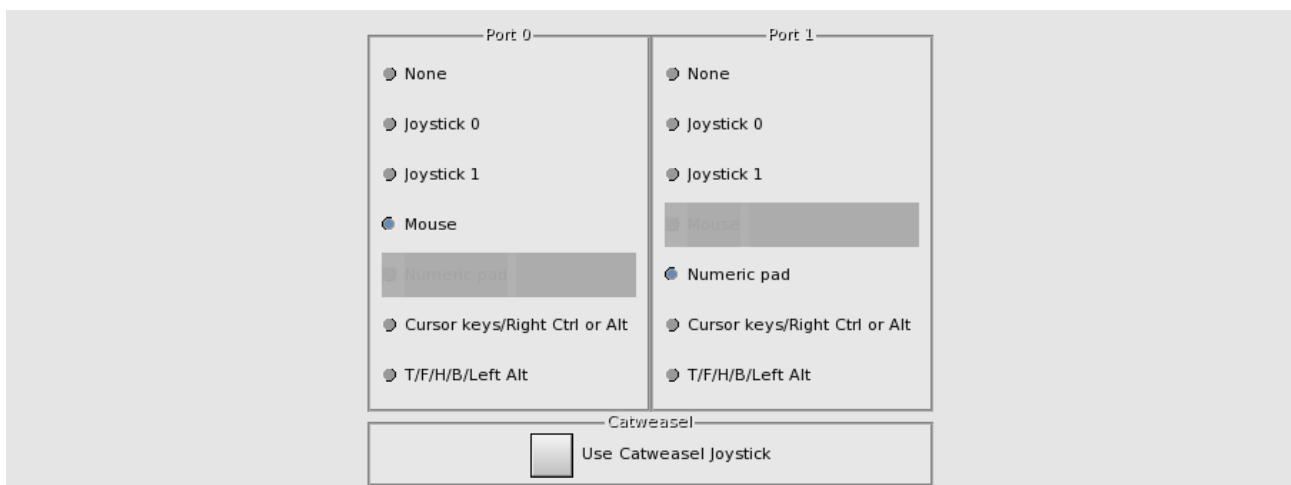 Port 0
None
Joystick 0
Joystick 1
Mouse
Numeric pad
Cursor keys/Right Ctrl or Alt
T/F/H/B/Left Alt
Port 1
None
Joystick 0
Joystick 1
Mouse
Numeric pad
Cursor keys/Right Ctrl or Alt
T/F/H/B/Left Alt
Catweasel
Use Catweasel Joystick